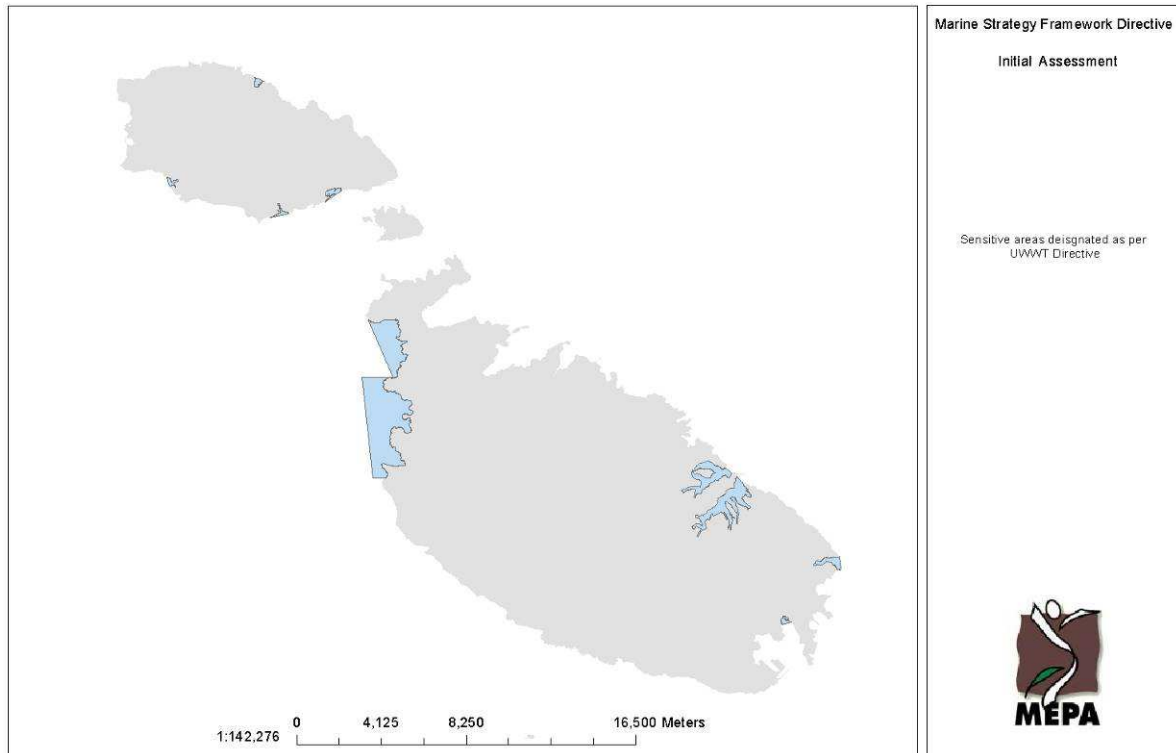 Marine Strategy Framework Directive
Initial Assessment
Sensitive areas deisgnated as per
UWWT Directive
0 4,125 8,250 16,500 Meters
1:142,276
MEPA